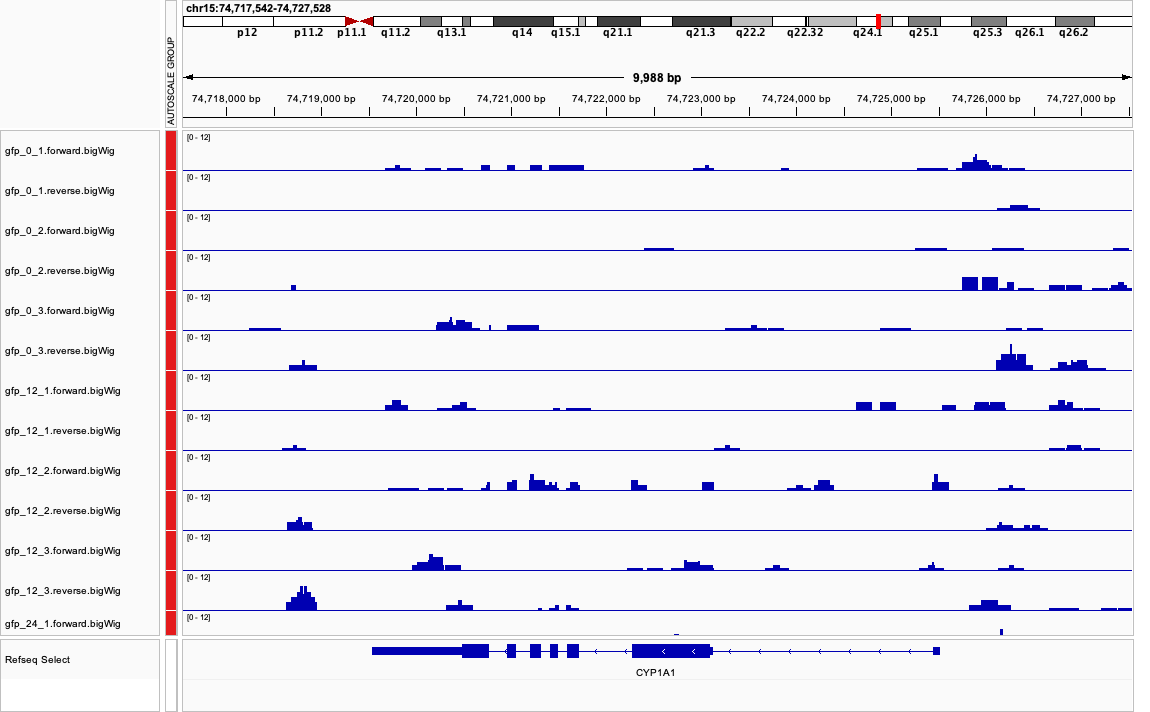 chr15:74,717,542-74,727,528
p12 p11.2 p11.1 q11.2 q13.1 q14 q15.1 q21.1 q21.3 q22.2 q22.32 q24.1 q25.1 q25.3 q26.1 q26.2
AUTOSCALE GROUP
9,988 bp
74,718,000 bp 74,719,000 bp 74,720,000 bp 74,721,000 bp 74,722,000 bp 74,723,000 bp 74,724,000 bp 74,725,000 bp 74,726,000 bp 74,727,000 bp
[0 - 12]
gfp_0_1.forward.bigWig
[0 - 12]
gfp_0_1.reverse.bigWig
[0 - 12]
gfp_0_2.forward.bigWig
[0 - 12]
gfp_0_2.reverse.bigWig
[0 - 12]
gfp_0_3.forward.bigWig
[0 - 12]
gfp_0_3.reverse.bigWig
[0 - 12]
gfp_12_1.forward.bigWig
[0 - 12]
gfp_12_1.reverse.bigWig
[0 - 12]
gfp_12_2.forward.bigWig
[0 - 12]
gfp_12_2.reverse.bigWig
[0 - 12]
gfp_12_3.forward.bigWig
[0 - 12]
gfp_12_3.reverse.bigWig
[0 - 12]
gfp_24_1.forward.bigWig
Refseq Select
CYP1A1